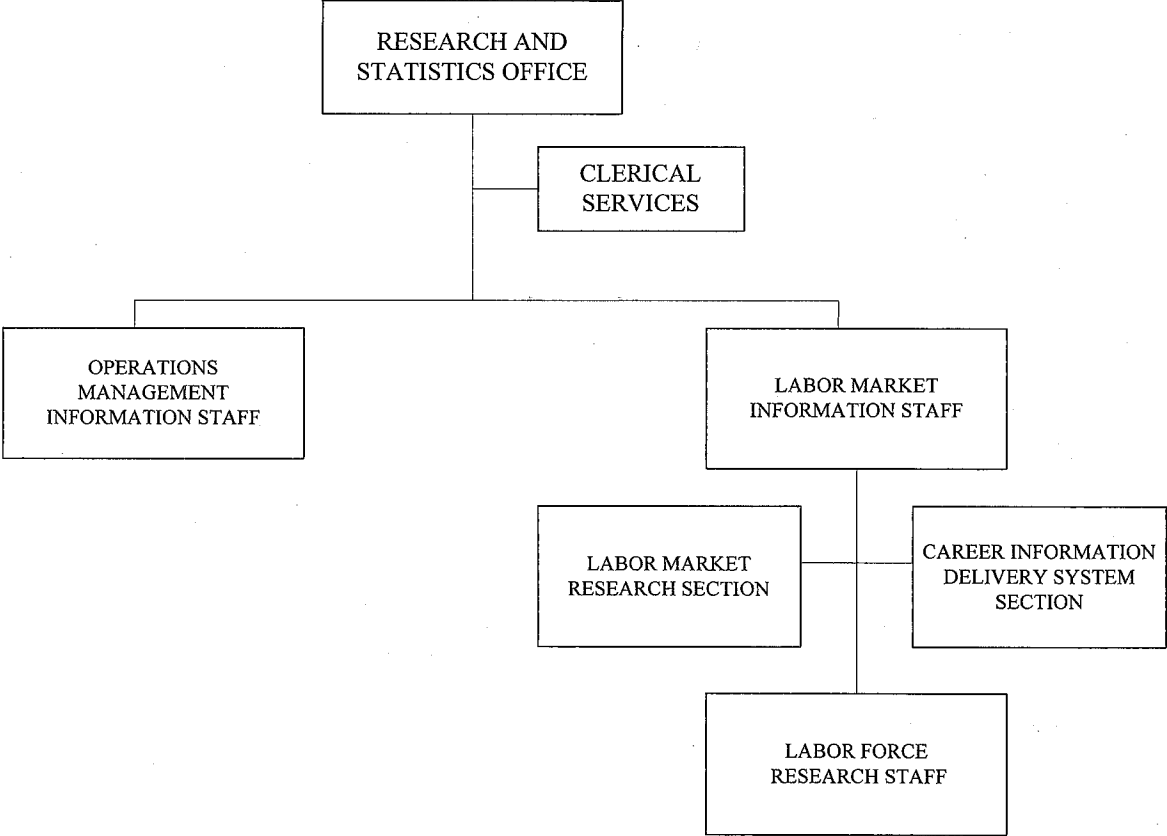 RESEARCH AND
STATISTICS OFFICE
CLERICAL
SERVICES
OPERATIONS
MANAGEMENT
INFORMATION STAFF
LABOR MARKET
INFORMATION STAFF
LABOR MARKET
RESEARCH SECTION
CAREER INFORMATION
DELIVERY SYSTEM
SECTION
LABOR FORCE
RESEARCH STAFF